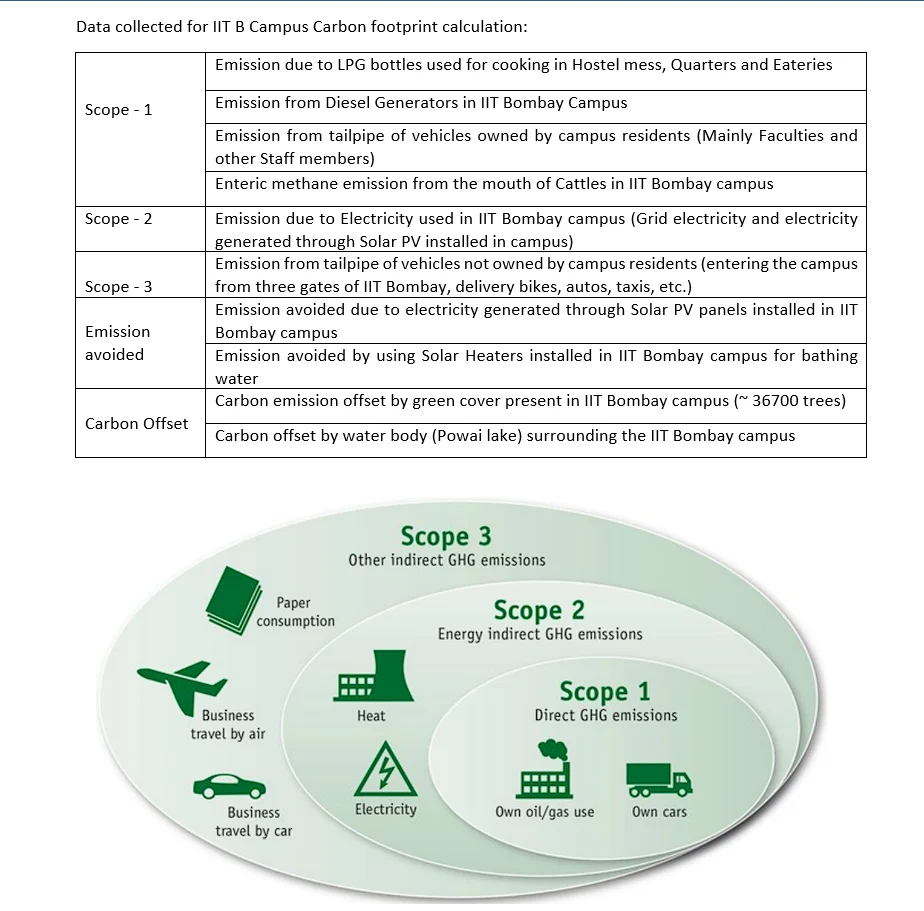 Data collected for IIT B Campus Carbon footprint calculation:
Scope - 1
Emission due to LPG bottles used for cooking in Hostel mess, Quarters and Eateries
Emission from Diesel Generators in IIT Bombay Campus
Emission from tailpipe of vehicles owned by campus residents (Mainly Faculties and
other Staff members)
Enteric methane emission from the mouth of Cattles in IIT Bombay campus
Scope - 2
Emission due to Electricity used in IIT Bombay campus (Grid electricity and electricity
generated through Solar PV installed in campus)
Scope - 3
Emission from tailpipe of vehicles not owned by campus residents (entering the campus
from three gates of IIT Bombay, delivery bikes, autos, taxis, etc.)
Emission
avoided
Emission avoided due to electricity generated through Solar PV panels installed in IIT
Bombay campus
Emission avoided by using Solar Heaters installed in IIT Bombay campus for bathing
water
Carbon Offset
Carbon emission offset by green cover present in IIT Bombay campus (~ 36700 trees)
Carbon offset by water body (Powai lake) surrounding the IIT Bombay campus
Scope 3
Other indirect GHG emissions
Paper
consumption
Business
travel by air
Business
travel by car
Scope 2
Energy indirect GHG emissions
Heat
Electricity
Scope 1
Direct GHG emissions
Own oil/gas use
Own cars